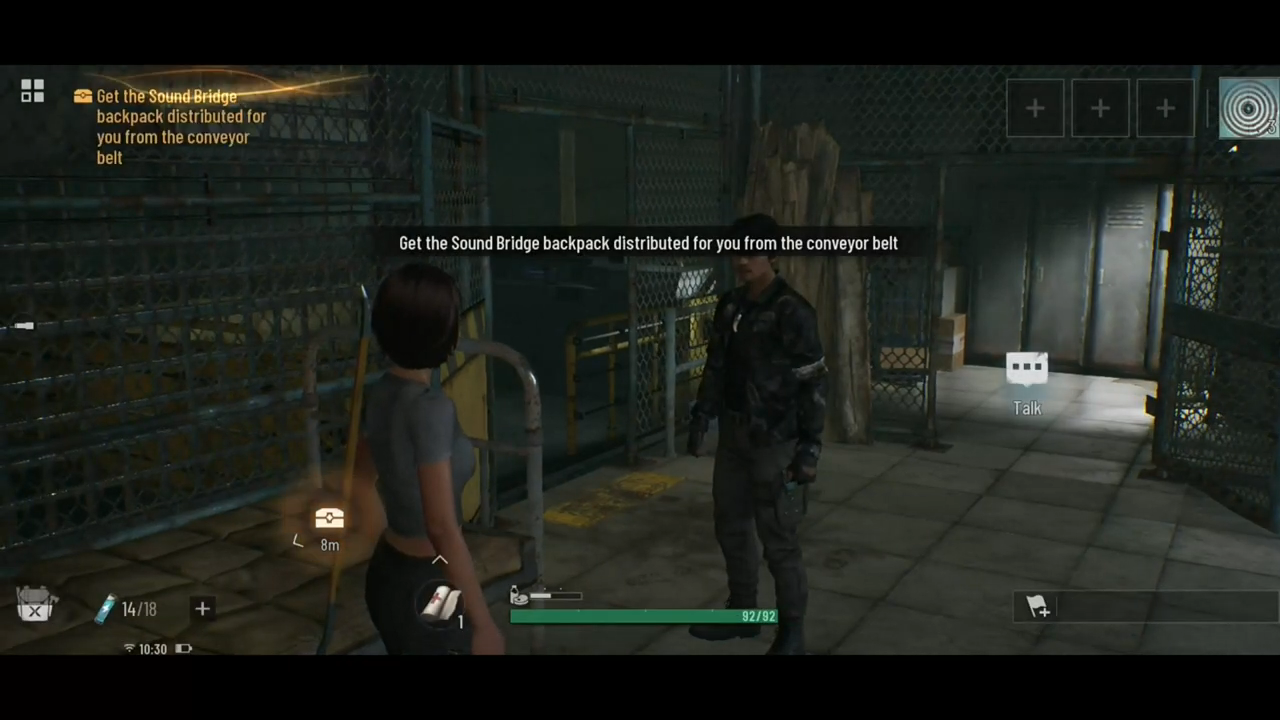 Get the Sound Bridge
backpack distributed for
you from the conveyor
belt
Get the Sound Bridge backpack distributed for you from the conveyor belt
Talk
8m
14/18
1
92/92
10:30